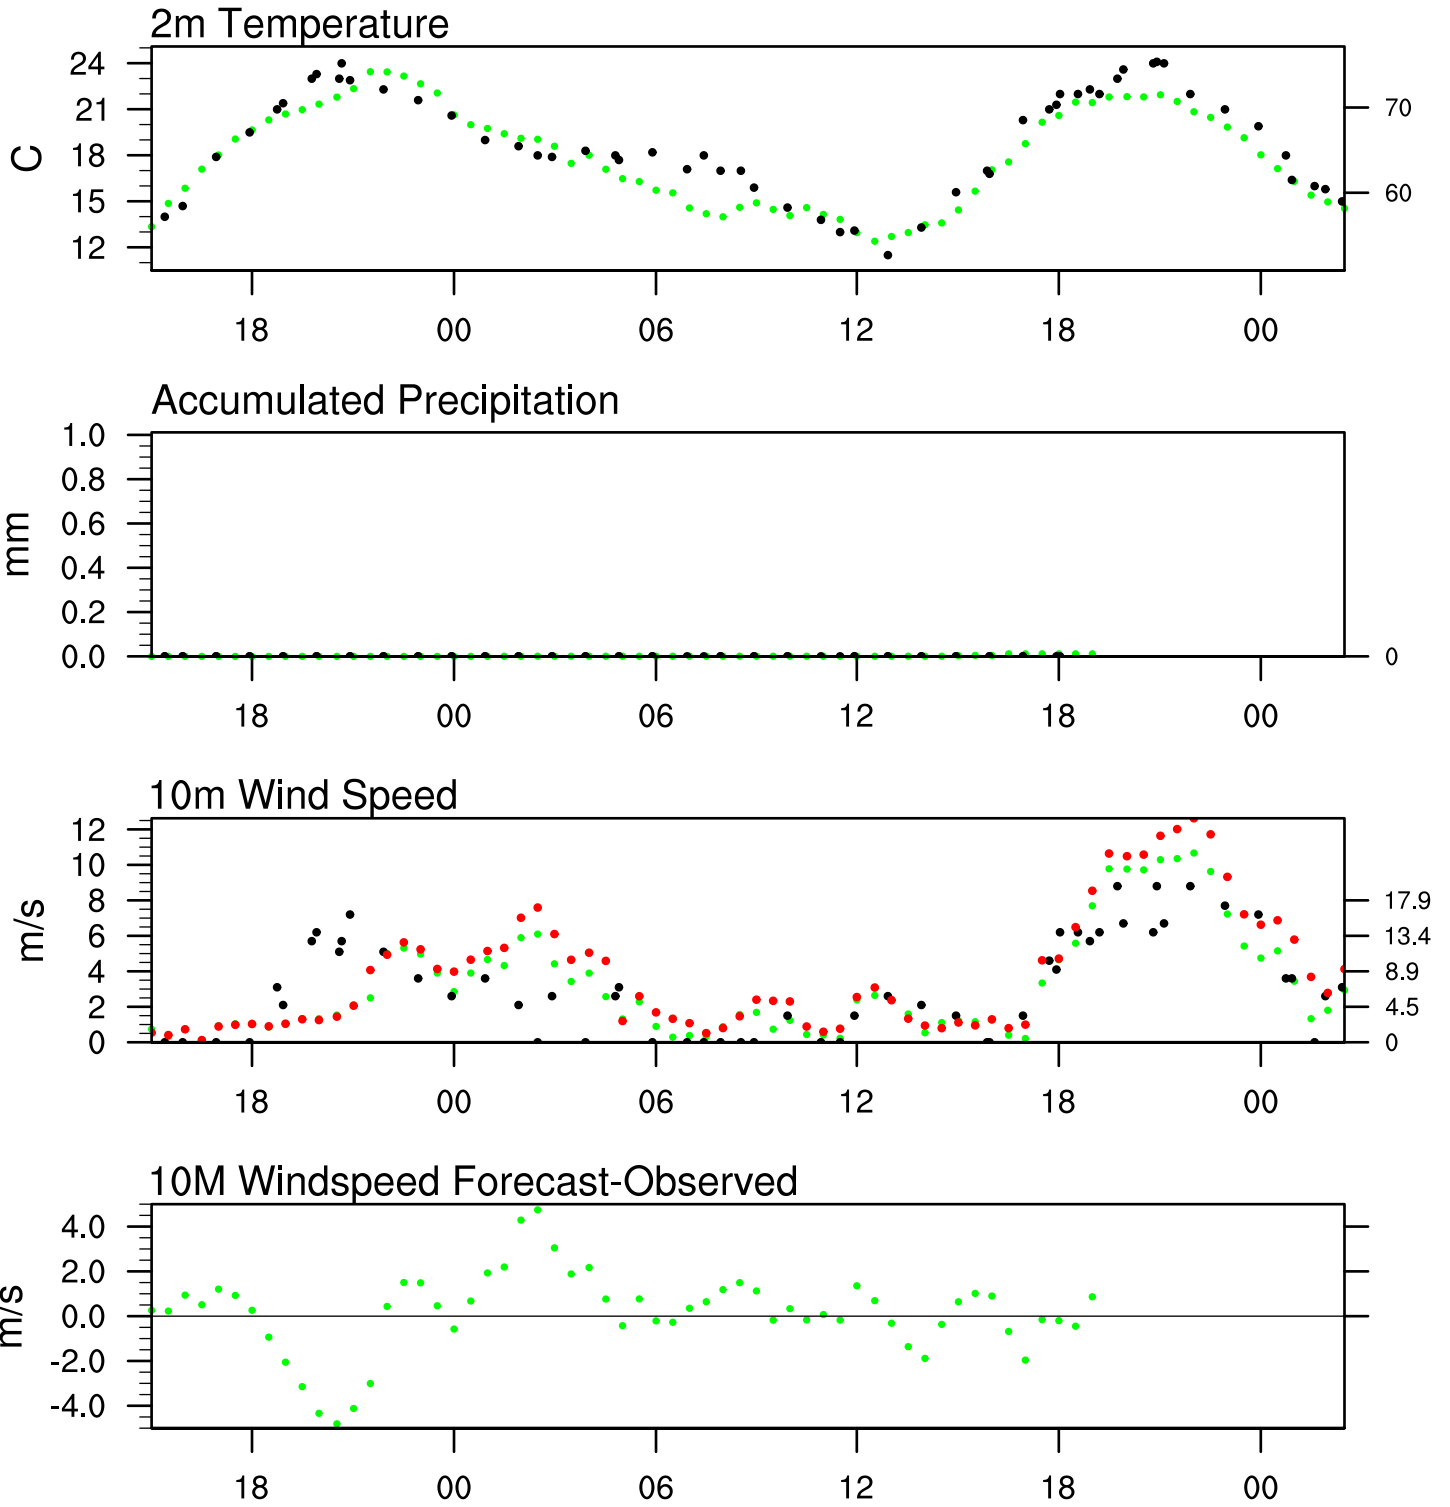 2m Temperature
C
24
21
18
15
12
70
60
18 00 06 12 18 00
Accumulated Precipitation
mm
1.0
0.8
0.6
0.4
0.2
0.0
0
18 00 06 12 18 00
10m Wind Speed
m/s
12
10
8
6
4
2
0
17.9
13.4
8.9
4.5
0
18 00 06 12 18 00
10M Windspeed Forecast-Observed
m/s
4.0
2.0
0.0
-2.0
-4.0
18 00 06 12 18 00